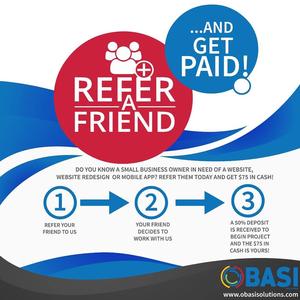 ...AND
GET
PAID!
REFER
A
FRIEND
DO YOU KNOW A SMALL BUSINESS OWNER IN NEED OF A WEBSITE,
WEBSITE REDESIGN OR MOBILE APP? REFER THEM TODAY AND GET $75 IN CASH!
1
2
3
REFER YOUR
FRIEND TO US
YOUR FRIEND
DECIDES TO
WORK WITH US
A 50% DEPOSIT
IS RECEIVED TO
BEGIN PROJECT
AND THE $75 IN
CASH IS YOURS!
OBASI
www.obasisolutions.com